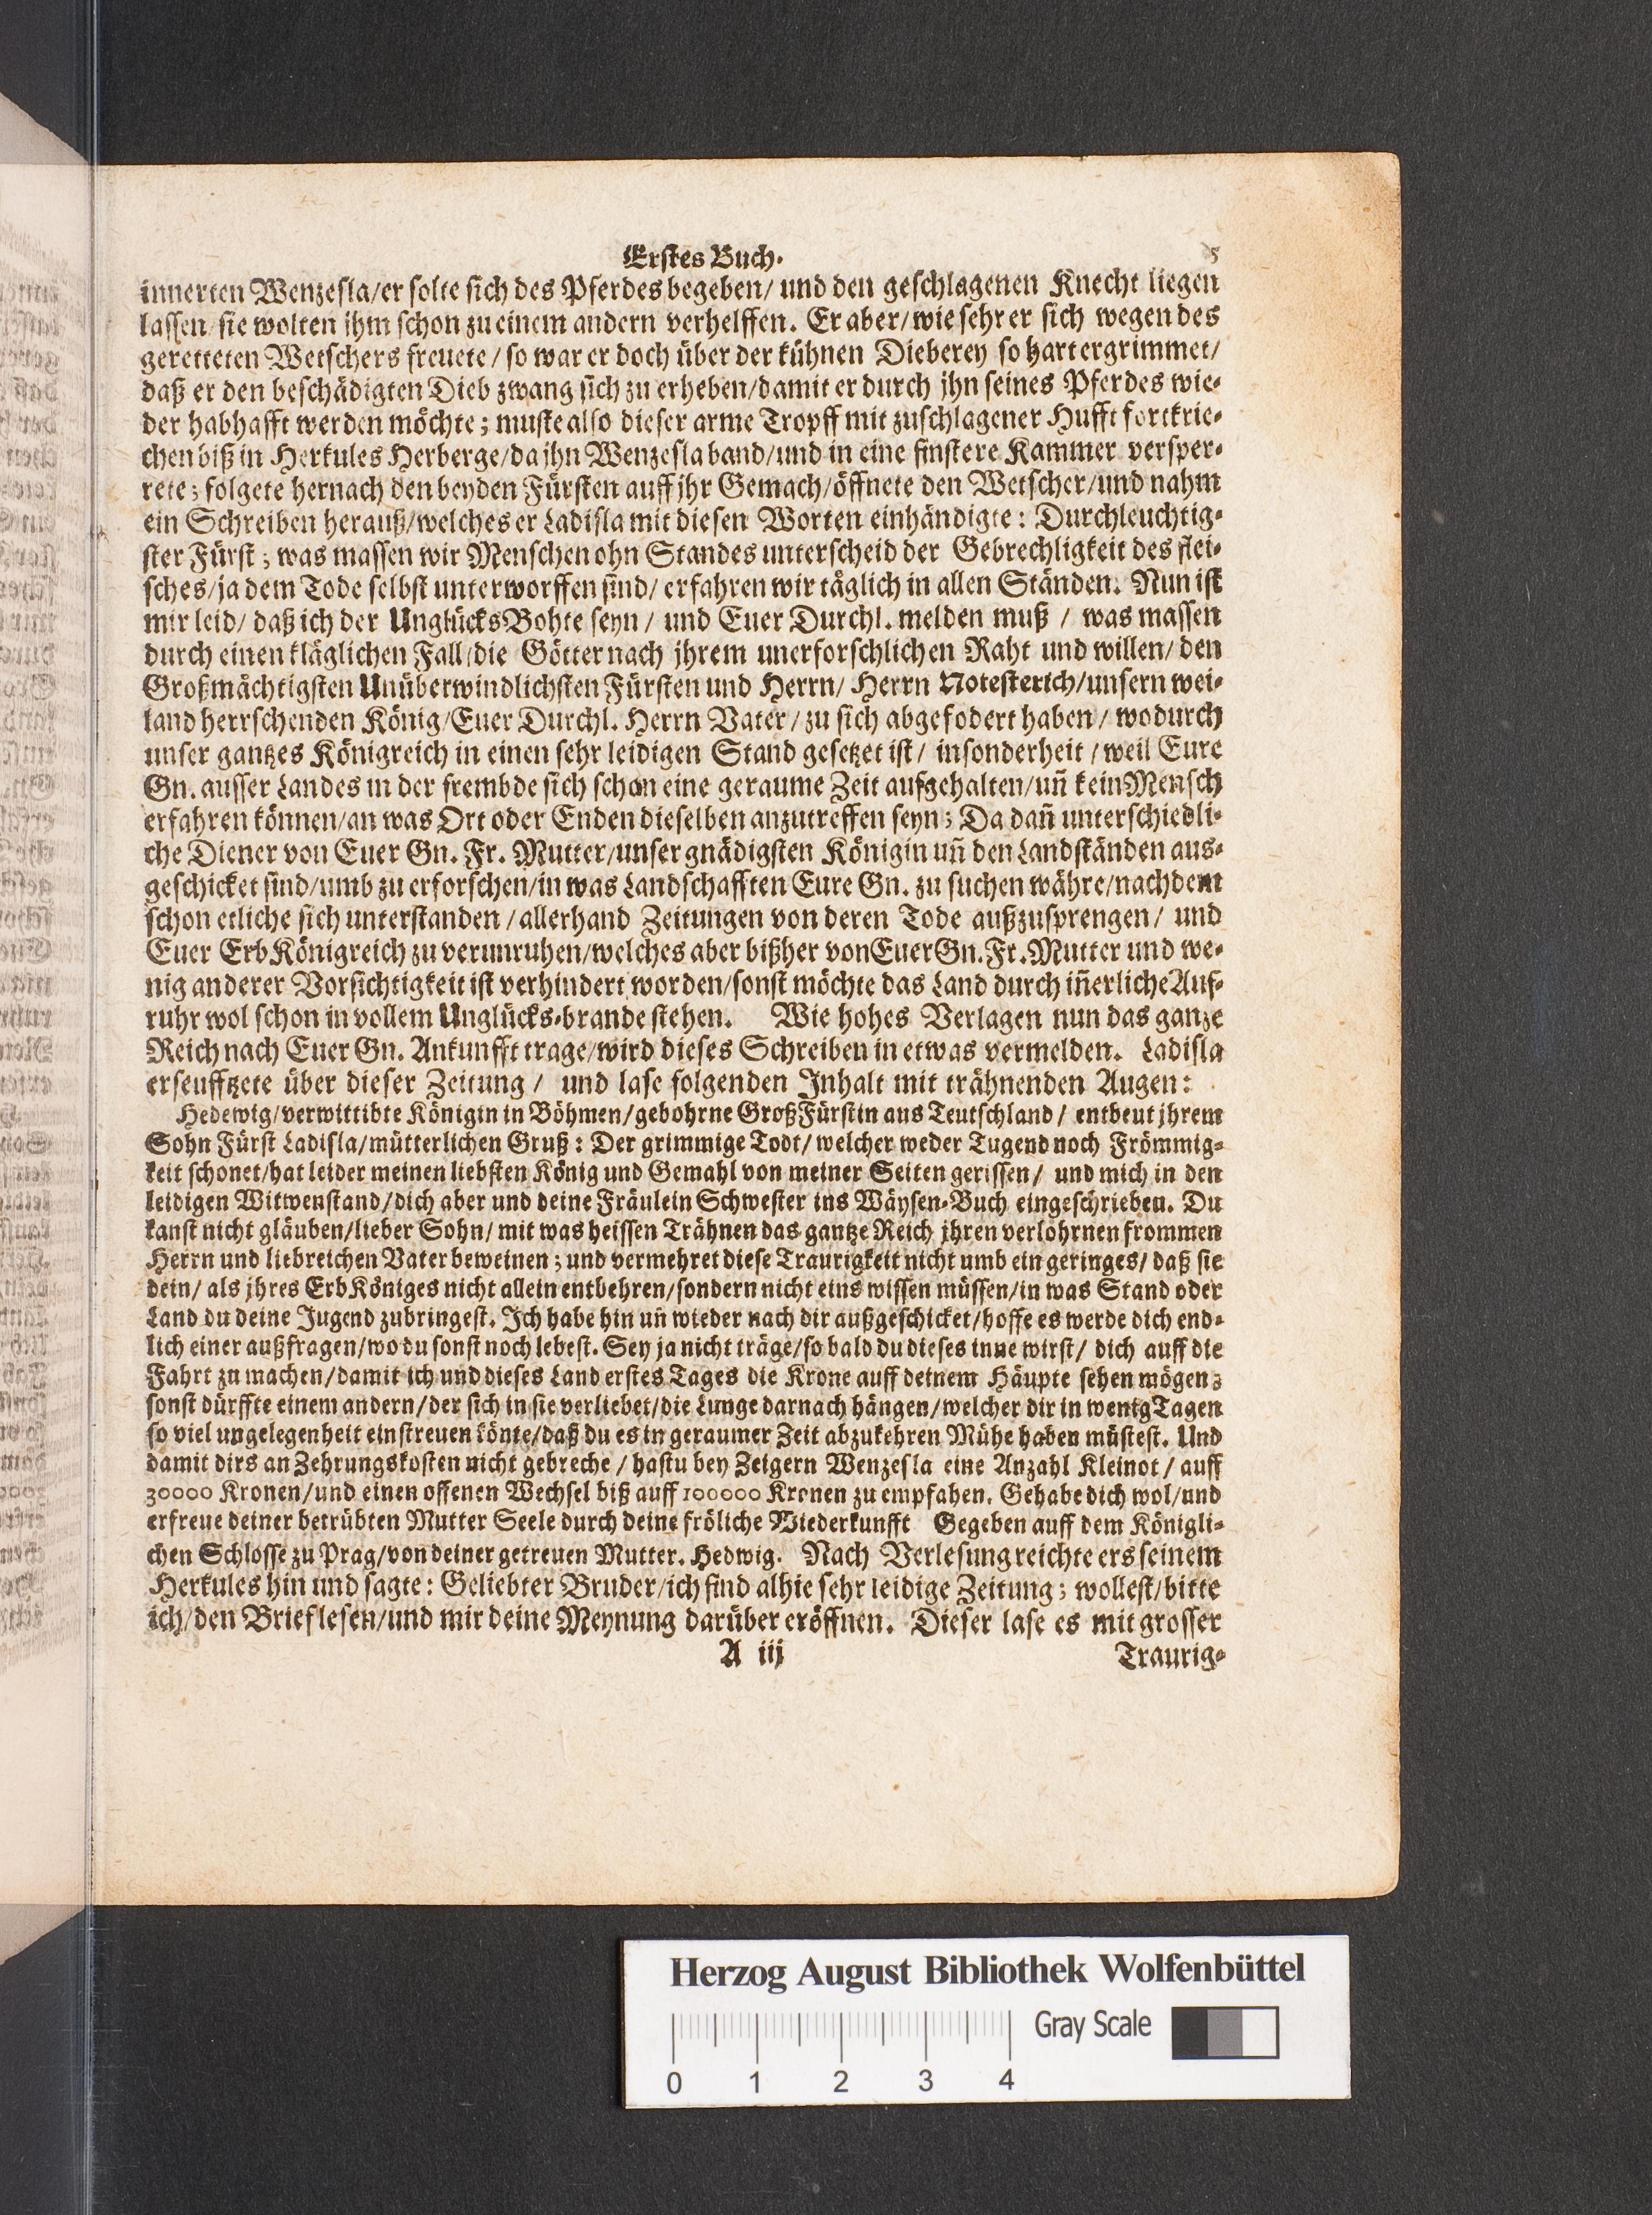 Erstes Buch. 5
innerten Wenzesla/er solte sich des Pferdes begeben/ und den geschlagenen Knecht liegen
lassen/sie wolten ihm schon zu einem andern verhelffen. Er aber/wie sehr er sich wegen des
geretteten Wetschers freuete/so war er doch über der kühnen Dieberey so hart ergrimmet/
daß er den beschädigten Dieb zwang sich zu erheben/damit er durch jhn seines Pferdes wie-
der habhafft werden möchte; muste also dieser arme Tropff mit zuschlagener Hufft fortkrie-
chen biß in Herkules Herberge/da jhn Wenzesla band/und in eine finstere Kammer versper-
rete; folgete hernach den beyden Fürsten auff jhr Gemach/öffnete den Wetscher/und nahm
ein Schreiben herauß/welches er Ladisla mit diesen Worten einhändigte: Durchleuchtig-
ster Fürst; was massen wir Menschen ohn Standes unterscheid der Gebrechligkeit des flei-
sches/ja dem Tode selbst unterworffen sind/ erfahren wir täglich in allen Ständen. Nun ist
mir leid/ daß ich der UnglücksBohte seyn/ und Euer Durchl. melden muß / was massen
durch einen kläglichen Fall/die Götter nach jhrem unerforschlichen Raht und willen/ den
Großmächtigsten Unüberwindlichsten Fürsten und Herrn/ Herrn Notesterich/unsern wei-
land herrschenden König/Euer Durchl. Herrn Vater/zu sich abgefodert haben/ wodurch
unser gantzes Königreich in einen sehr leidigen Stand gesetzet ist/ insonderheit/weil Eure
Gn. ausser Landes in der frembde sich schon eine geraume Zeit aufgehalten/uñ kein Mensch
erfahren können/an was Ort oder Enden dieselben anzutreffen seyn; Da dañ unterschiedli-
che Diener von Euer Gn. Fr. Mutter/unser gnädigsten Königin uñ den Landständen aus-
geschicket sind/umb zu erforschen/in was Landschafften Eure Gn. zu suchen währe/nachdem
schon etliche sich unterstanden/allerhand Zeitungen von deren Tode außzusprengen/ und
Euer ErbKönigreich zu verunruhen/welches aber bißher von Euer Gn. Fr. Mutter und we-
nig anderer Vorsichtigkeit ist verhindert worden/sonst möchte das Land durch iñerliche Auf-
ruhr wol schon in vollem Unglücks-brande stehen. Wie hohes Verlagen nun das ganze
Reich nach Euer Gn. Ankunfft trage/wird dieses Schreiben in etwas vermelden. Ladisla
erseufftzete über dieser Zeitung/ und lase folgenden Inhalt mit trähnenden Augen:
Hedewig/verwittibte Königin in Böhmen/gebohrne GroßFürstin aus Teutschland/ entbeut jhrem
Sohn Fürst Ladisla/mütterlichen Gruß: Der grimmige Todt/welcher weder Tugend noch Frömmig-
keit schonet/hat leider meinen liebsten König und Gemahl von meiner Seiten gerissen/ und mich in den
leidigen Witwenstand/dich aber und deine Fräulein Schwester ins Wäysen-Buch eingeschrieben. Du
kanst nicht gläuben/lieber Sohn/ mit was heissen Trähnen das gantze Reich jhren verlohrnen frommen
Herrn und liebreichen Vater beweinen; und vermehret diese Traurigkeit nicht umb ein geringes/ daß sie
dein/ als jhres ErbKöniges nicht allein entbehren/sondern nicht eins wissen müssen/in was Stand oder
Land du deine Jugend zubringest. Ich habe hin uñ wieder nach dir außgeschicket/hoffe es werde dich end-
lich einer außfragen/wo du sonst noch lebest. Sey ja nicht träge/so bald du dieses inne wirst/ dich auff die
Fahrt zu machen/damit ich und dieses Land erstes Tages die Krone auff deinem Häupte sehen mögen;
sonst dürffte einem andern/der sich in sie verliebet/die Lunge darnach hängen/welcher dir in wenig Tagen
so viel ungelegenheit einstreuen könte/daß du es in geraumer Zeit abzukehren Mühe haben müstest. Und
damit dirs an Zehrungskosten nicht gebreche/hastu bey Zeigern Wenzesla eine Anzahl Kleinot/ auff
30000 Kronen/und einen offenen Wechsel biß auff 100000 Kronen zu empfahen. Gehabe dich wol/und
erfreue deiner betrübten Mutter Seele durch deine fröliche Wiederkunfft Gegeben auff dem Königli-
chen Schlosse zu Prag/von deiner getreuen Mutter. Hedwig. Nach Verlesung reichte ers seinem
Herkules hin und sagte: Geliebter Bruder/ich find alhie sehr leidige Zeitung; wollest/bitte
ich/den Brief lesen/und mir deine Meynung darüber eröffnen. Dieser lase es mit grosser
A iij Traurig-
Herzog August Bibliothek Wolfenbüttel
Gray Scale
0 1 2 3 4